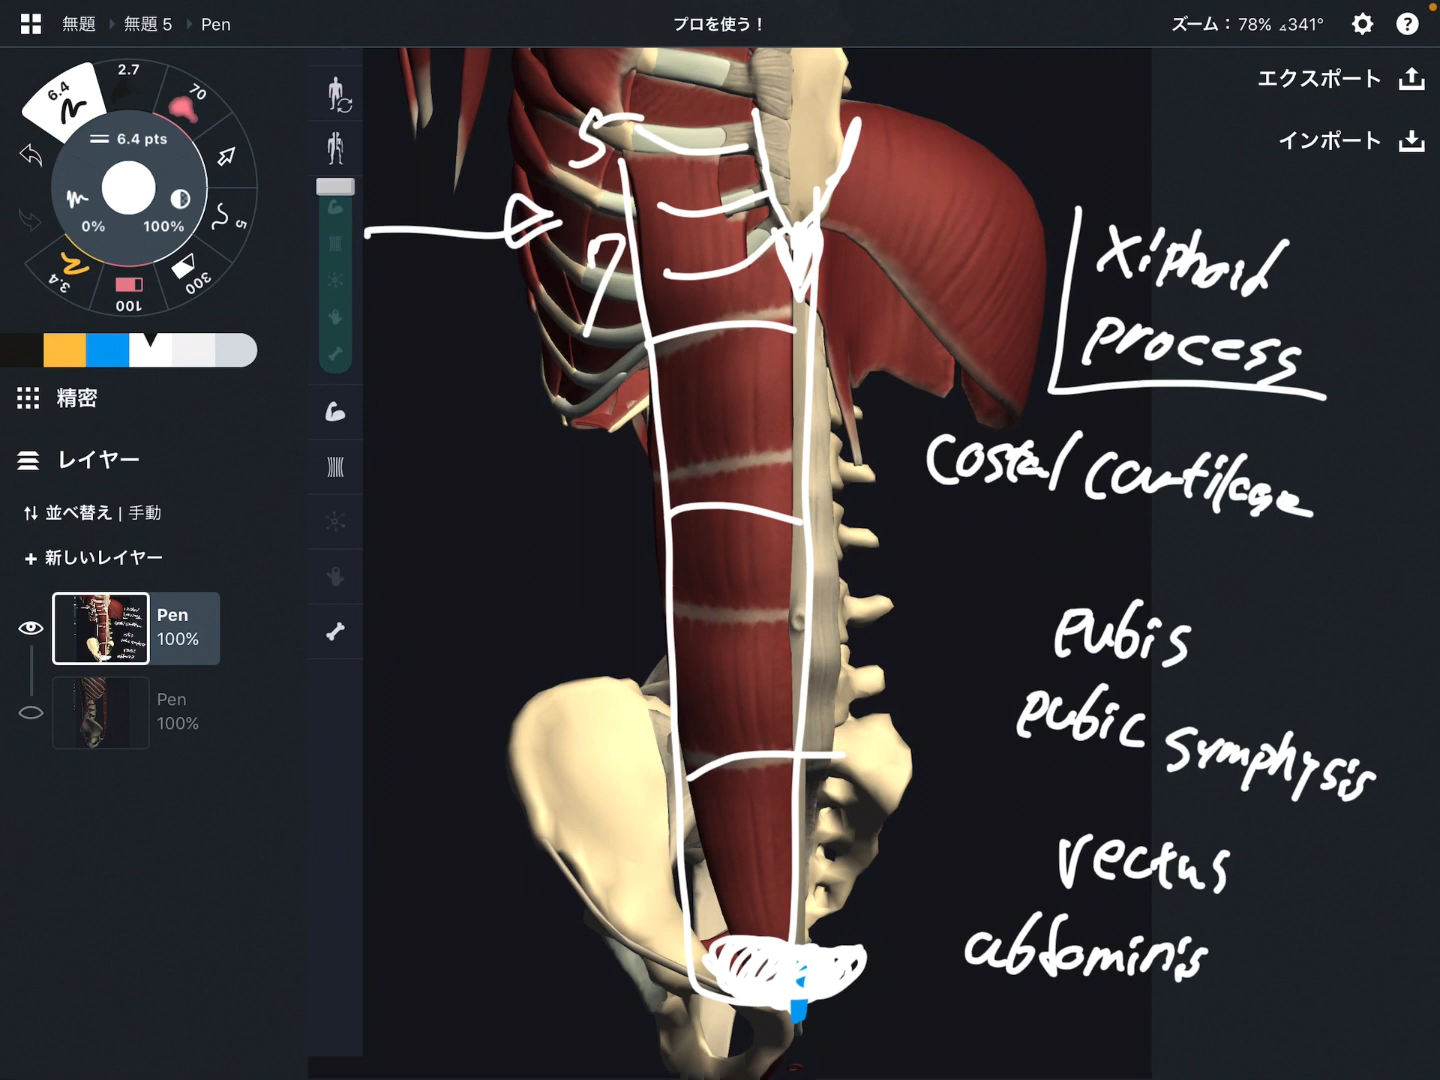 無題 無題 5 Pen
プロを使う！
ズーム： 78% ⦟341°
エクスポート
インポート
2.7
6.4
70
6.4 pts
0% 100%
5
3.4
100
300
精密
レイヤー
並べ替え | 手動
+ 新しいレイヤー
Pen
100%
Pen
100%
5
7
Xiphoid
process
costal cartilage
pubis
pubic symphysis
rectus
abdominis